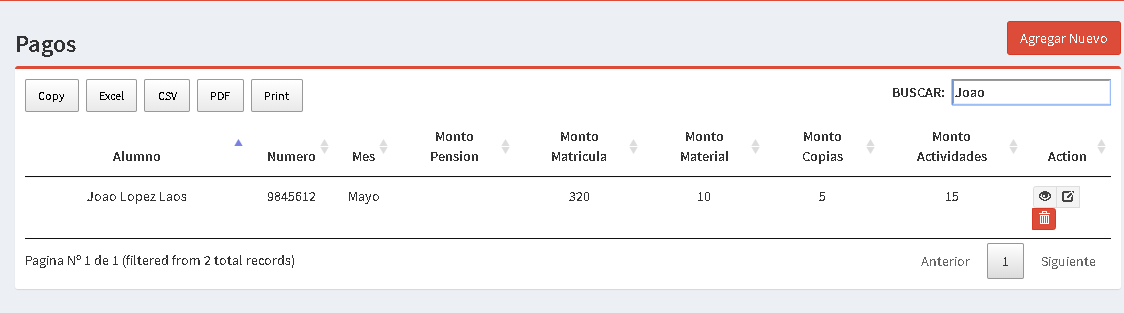 Pagos
Agregar Nuevo
Copy Excel CSV PDF Print
BUSCAR: Joao
Alumno Numero Mes Monto Pension Monto Matricula Monto Material Monto Copias Monto Actividades Action
Joao Lopez Laos 9845612 Mayo 320 10 5 15
Pagina Nº 1 de 1 (filtered from 2 total records)
Anterior 1 Siguiente